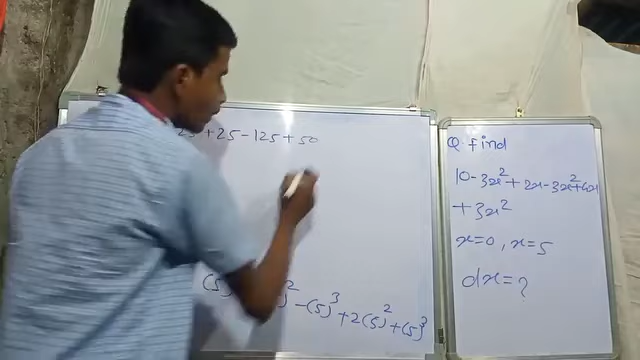 25 + 25 - 125 + 50
(5) ² - (5)³ + 2(5)² + (5)³
Q. Find
10 - 3x² + 2x - 3x² + 4x
+ 3x²
x = 0, x = 5
dx = ?